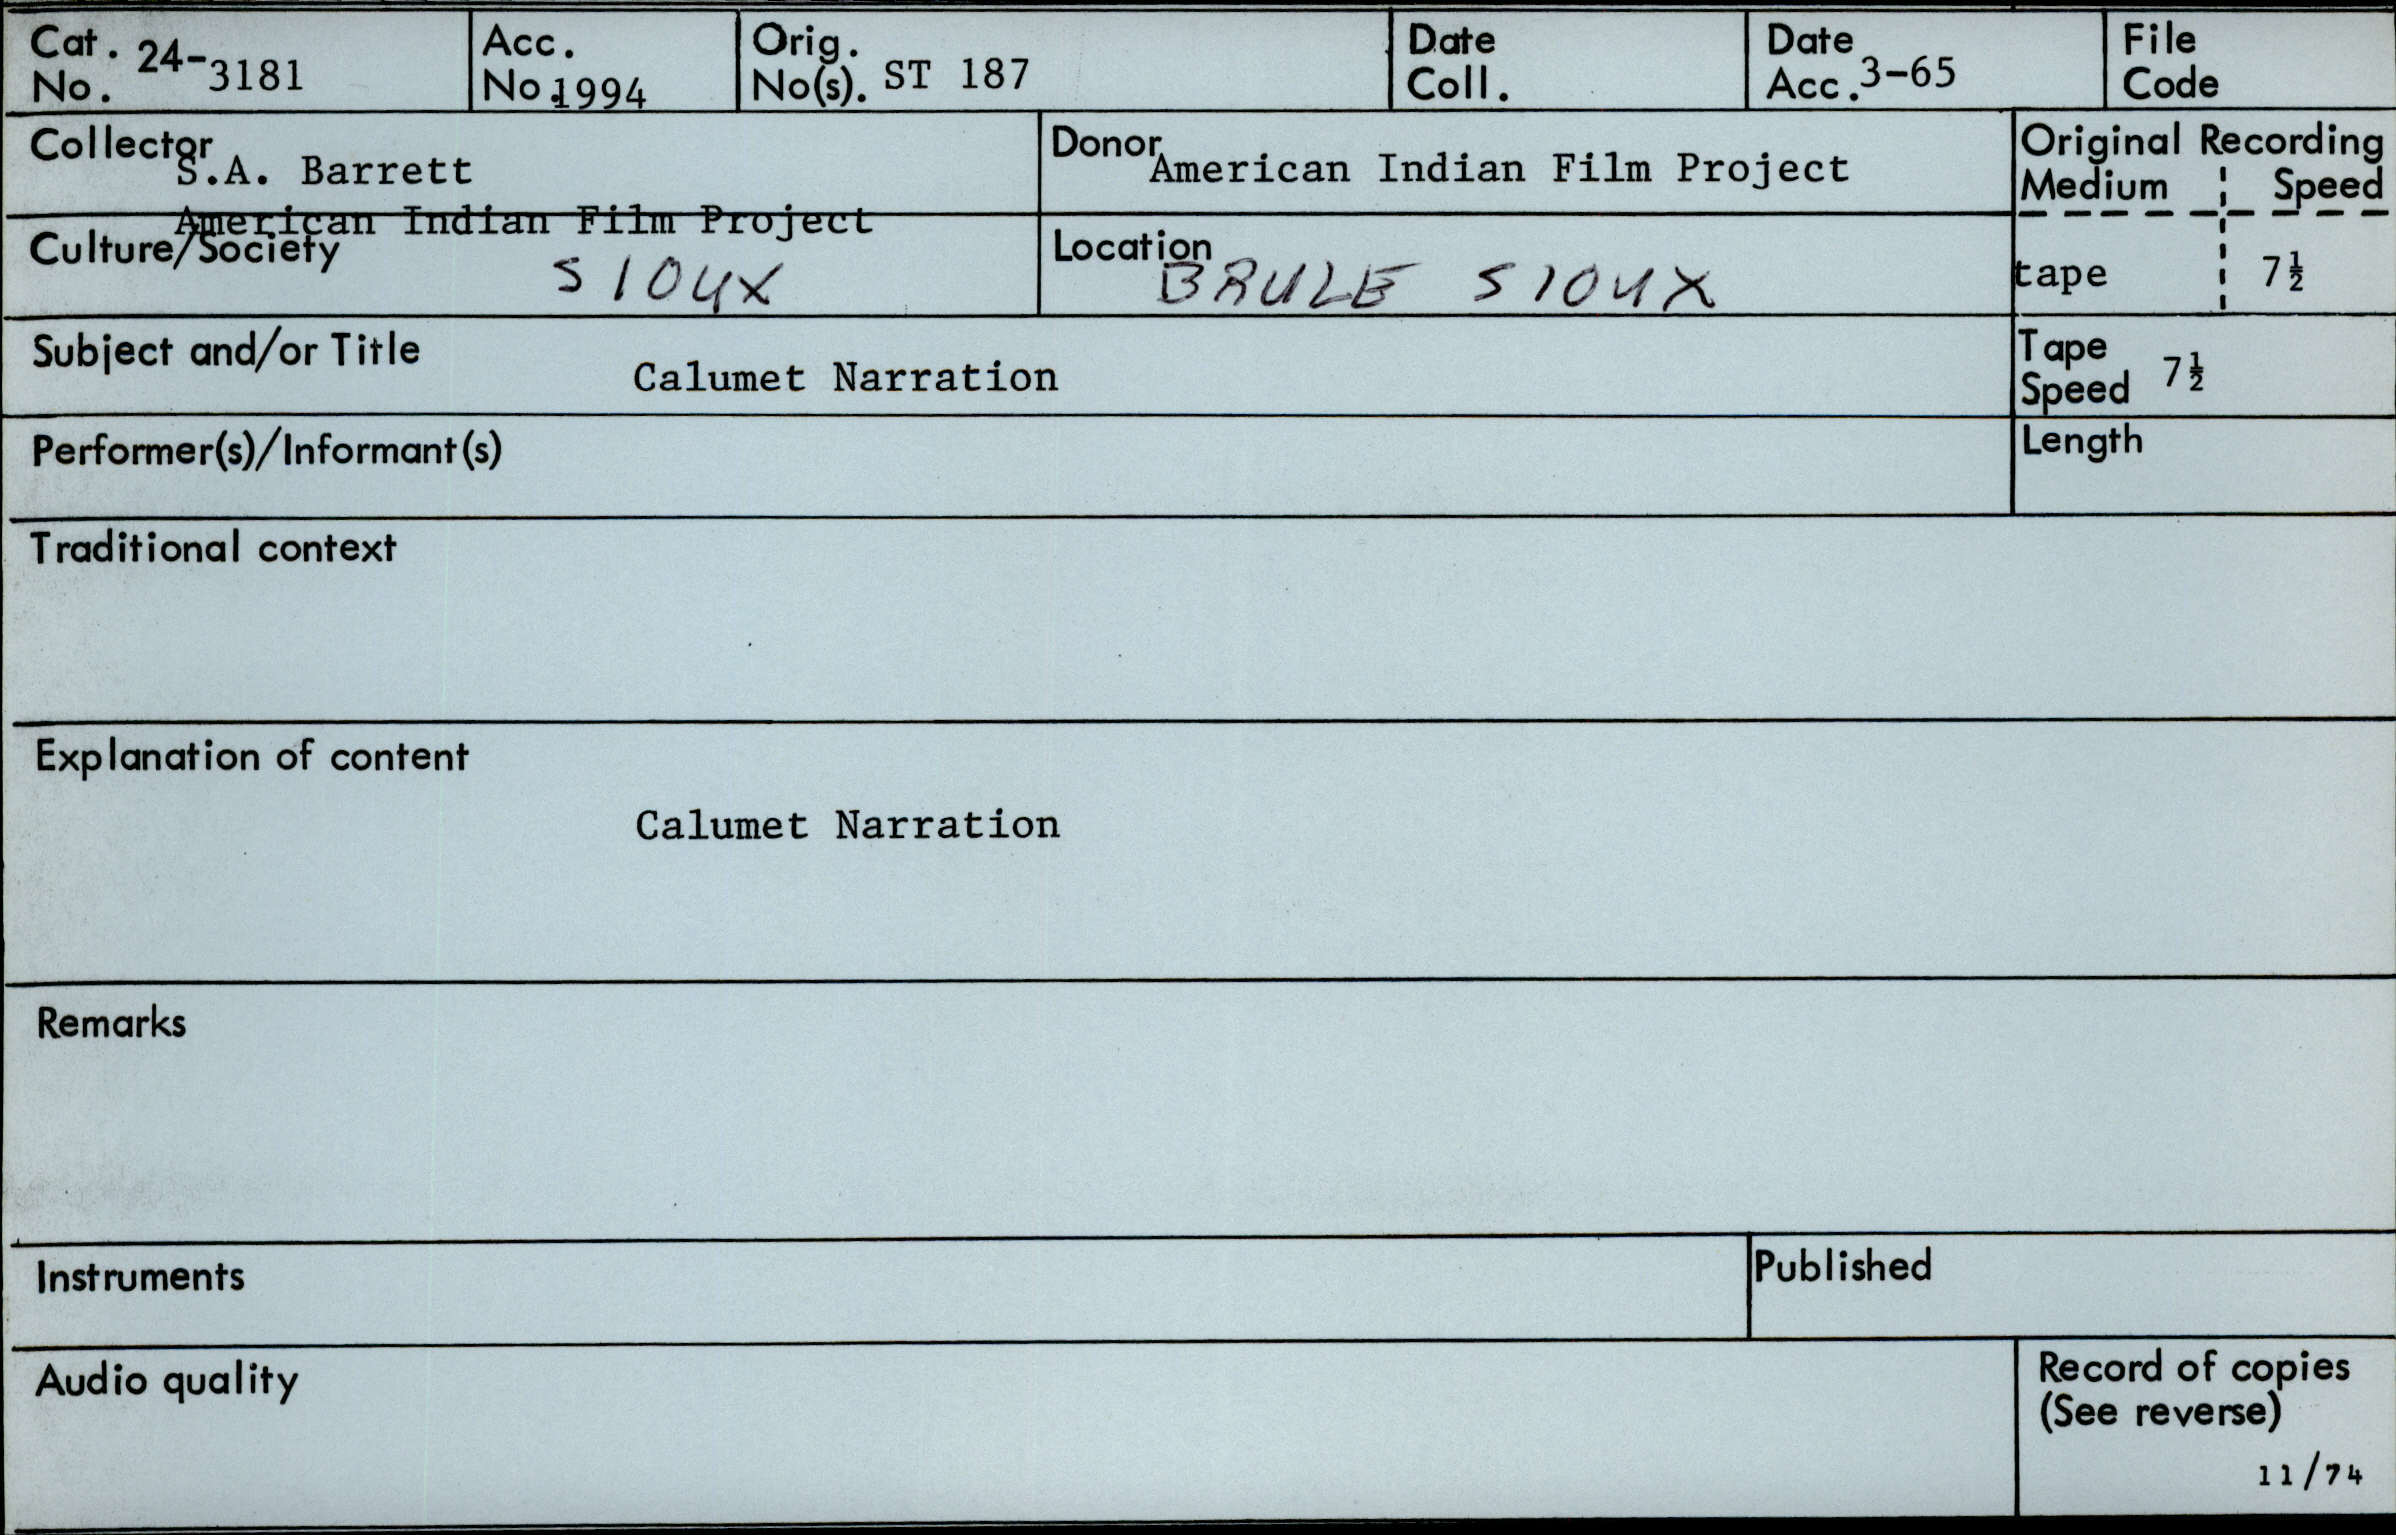 Cat. No. 24-3181
Acc. No. 1994
Orig. No(s). ST 187
Date Coll.
Date Acc. 3-65
File Code
Collector
S.A. Barrett
American Indian Film Project
Donor American Indian Film Project
Original Recording
Medium Speed
tape 7½
Culture/Society SIOUX
Location BRULE SIOUX
Subject and/or Title
Calumet Narration
Tape Speed 7½
Performer(s)/Informant(s)
Length
Traditional context
Explanation of content
Calumet Narration
Remarks
Instruments
Published
Audio quality
Record of copies
(See reverse)
11/74